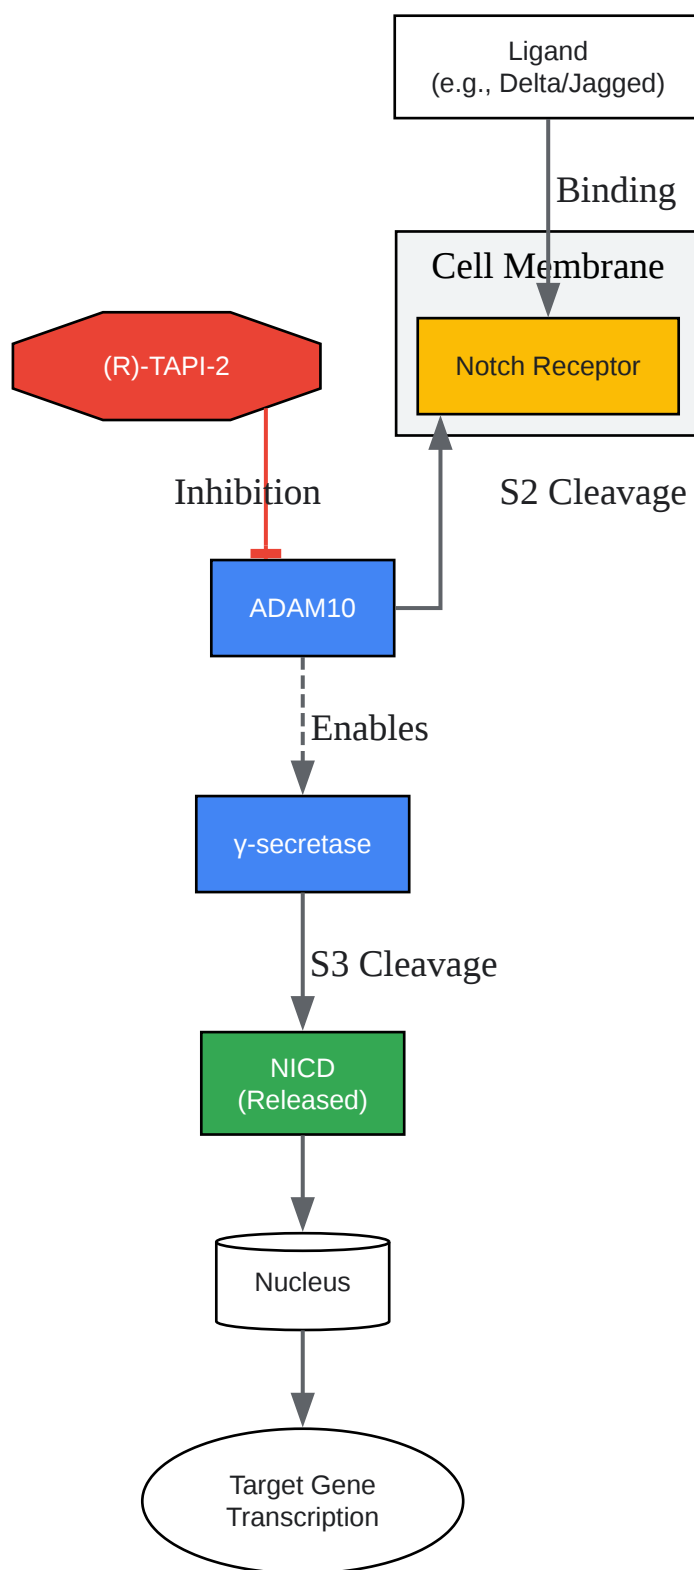 Ligand
(e.g., Delta/Jagged)
Binding
Cell Membrane
(R)-TAPI-2
Notch Receptor
Inhibition
S2 Cleavage
ADAM10
Enables
γ-secretase
S3 Cleavage
NICD
(Released)
Nucleus
Target Gene
Transcription